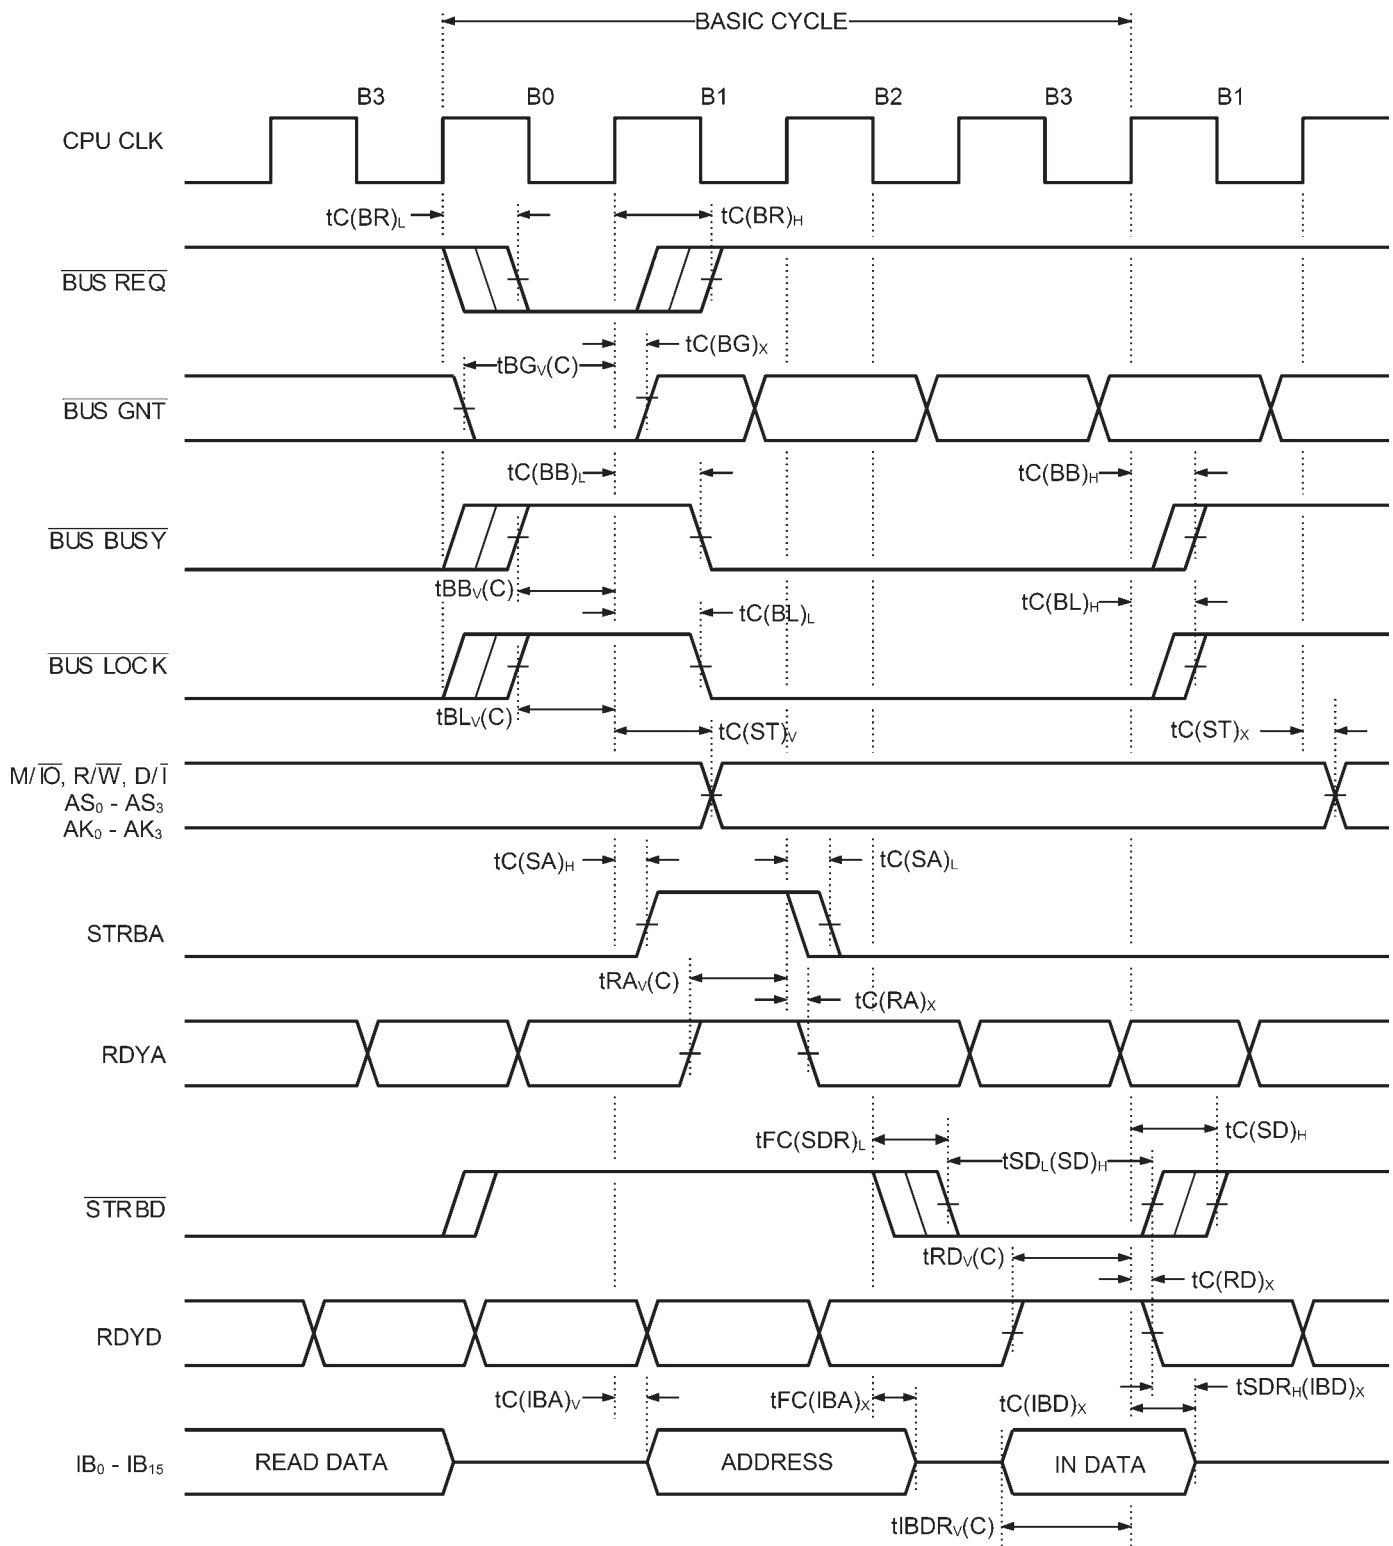 BASIC CYCLE
B3 B0 B1 B2 B3 B1
CPU CLK
tC(BR)L tC(BR)H
BUS REQ
tC(BG)X
tBGV(C)
BUS GNT
tC(BB)L tC(BB)H
BUS BUSY
tBBV(C) tC(BL)H
tC(BL)L
BUS LOCK
tBLV(C)
tC(ST)V tC(ST)X
M/IO, R/W, D/I
AS0 - AS3
AK0 - AK3
tC(SA)H tC(SA)L
STRBA
tRAV(C)
tC(RA)X
RDYA
tFC(SDR)L tC(SD)H
tSDL(SD)H
STRBD
tRDV(C)
tC(RD)X
RDYD
tC(IBA)V tFC(IBA)X tC(IBD)X tSDRH(IBD)X
IB0 - IB15 READ DATA ADDRESS IN DATA
tIBDRV(C)